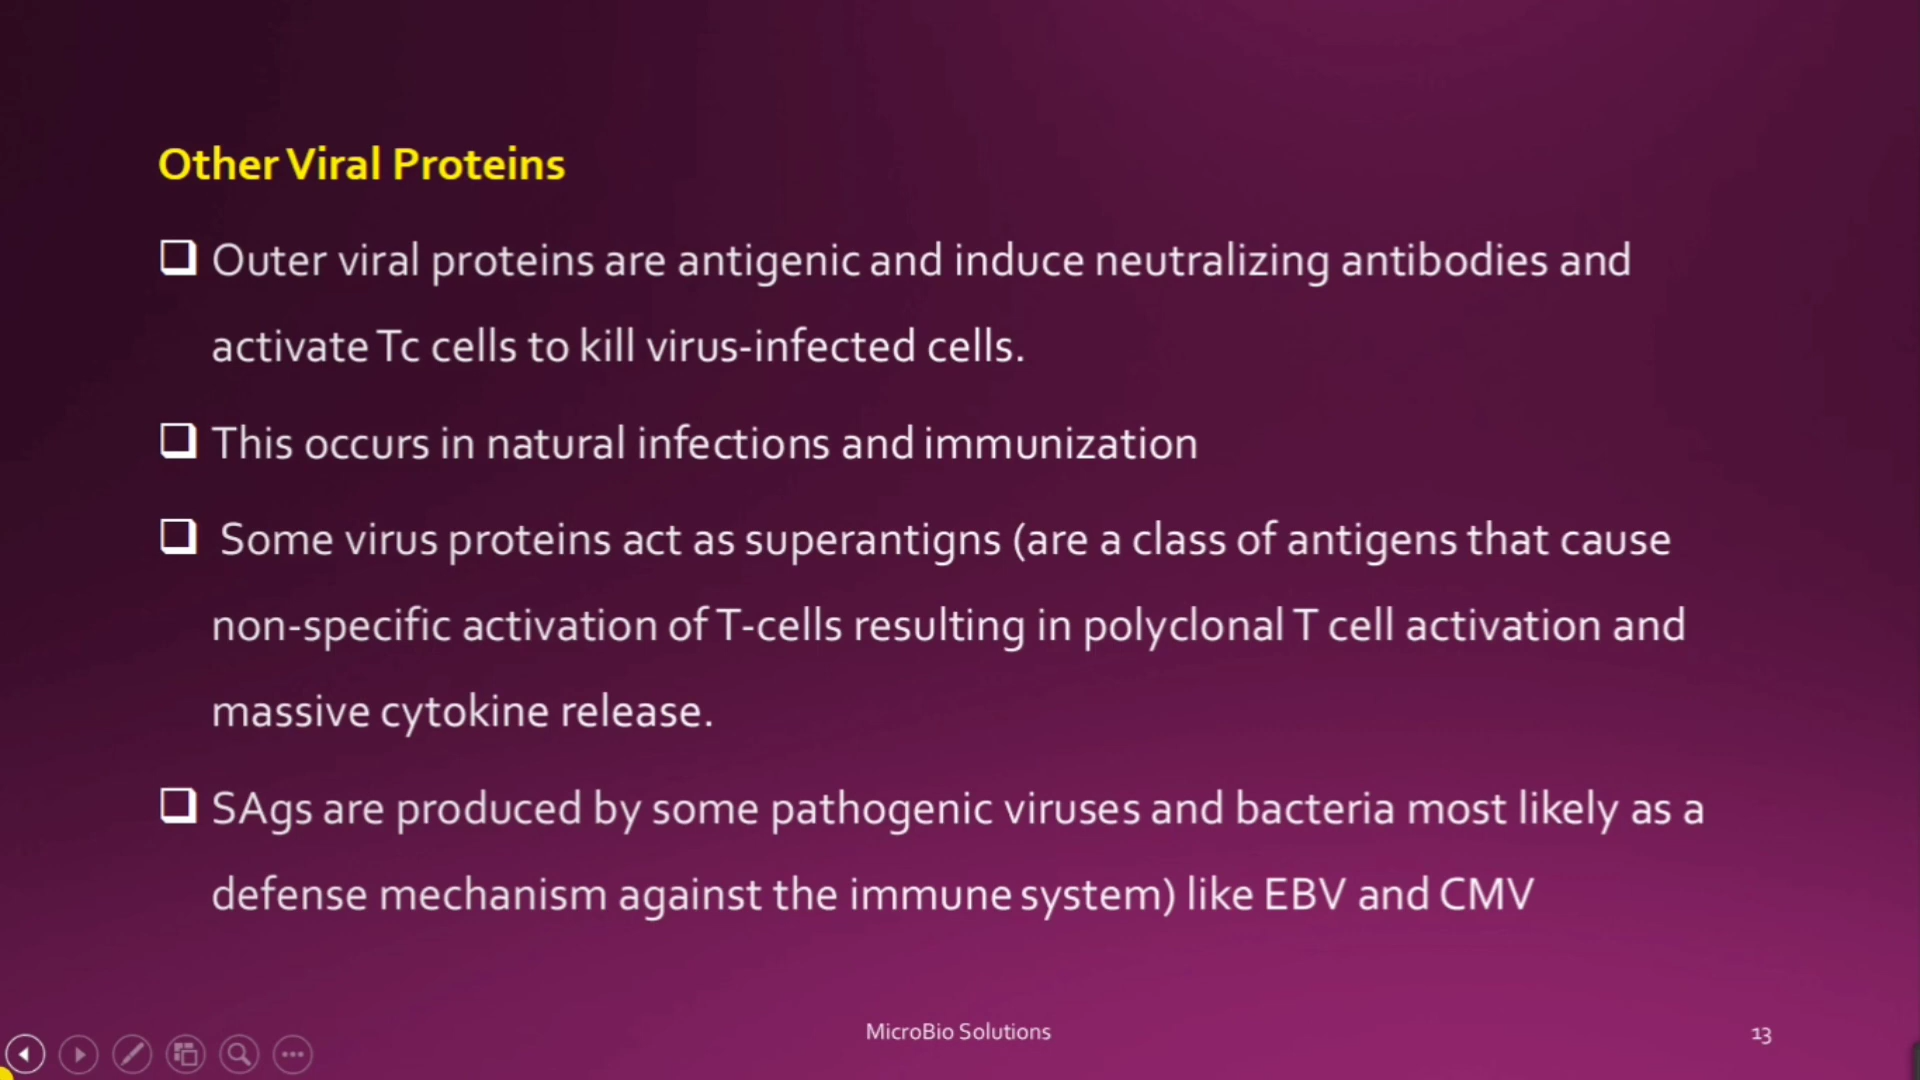 Other Viral Proteins
Outer viral proteins are antigenic and induce neutralizing antibodies and
activate Tc cells to kill virus-infected cells.
This occurs in natural infections and immunization
Some virus proteins act as superantigns (are a class of antigens that cause
non-specific activation of T-cells resulting in polyclonal T cell activation and
massive cytokine release.
SAgs are produced by some pathogenic viruses and bacteria most likely as a
defense mechanism against the immune system) like EBV and CMV
MicroBio Solutions
13